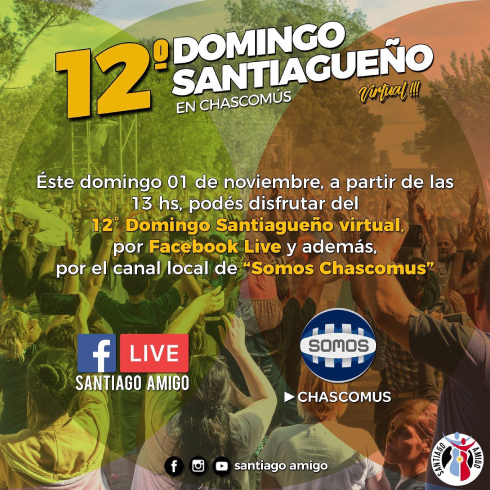 12º DOMINGO
SANTIAGUEÑO
EN CHASCOMÚS
Virtual !!!
Éste domingo 01 de noviembre, a partir de las
13 hs, podés disfrutar del
12° Domingo Santiagueño virtual,
por Facebook Live y además,
por el canal local de “Somos Chascomus”
f LIVE
SANTIAGO AMIGO
SOMOS
CHASCOMUS
santiago amigo
SANTIAGO AMIGO